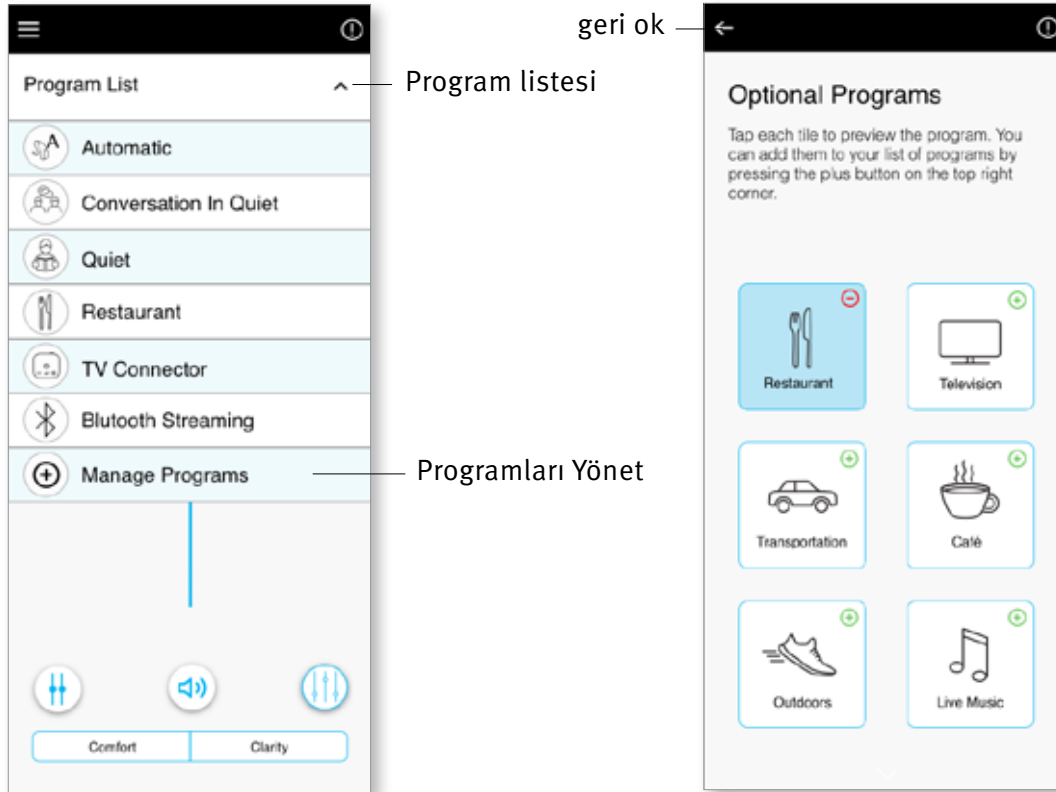 Program List
Automatic
Conversation In Quiet
Quiet
Restaurant
TV Connector
Blutooth Streaming
Manage Programs
Comfort
Clarity
Program listesi
Programları Yönet
geri ok
Optional Programs
Tap each tile to preview the program. You
can add them to your list of programs by
pressing the plus button on the top right
corner.
Restaurant
Television
Transportation
Café
Outdoors
Live Music